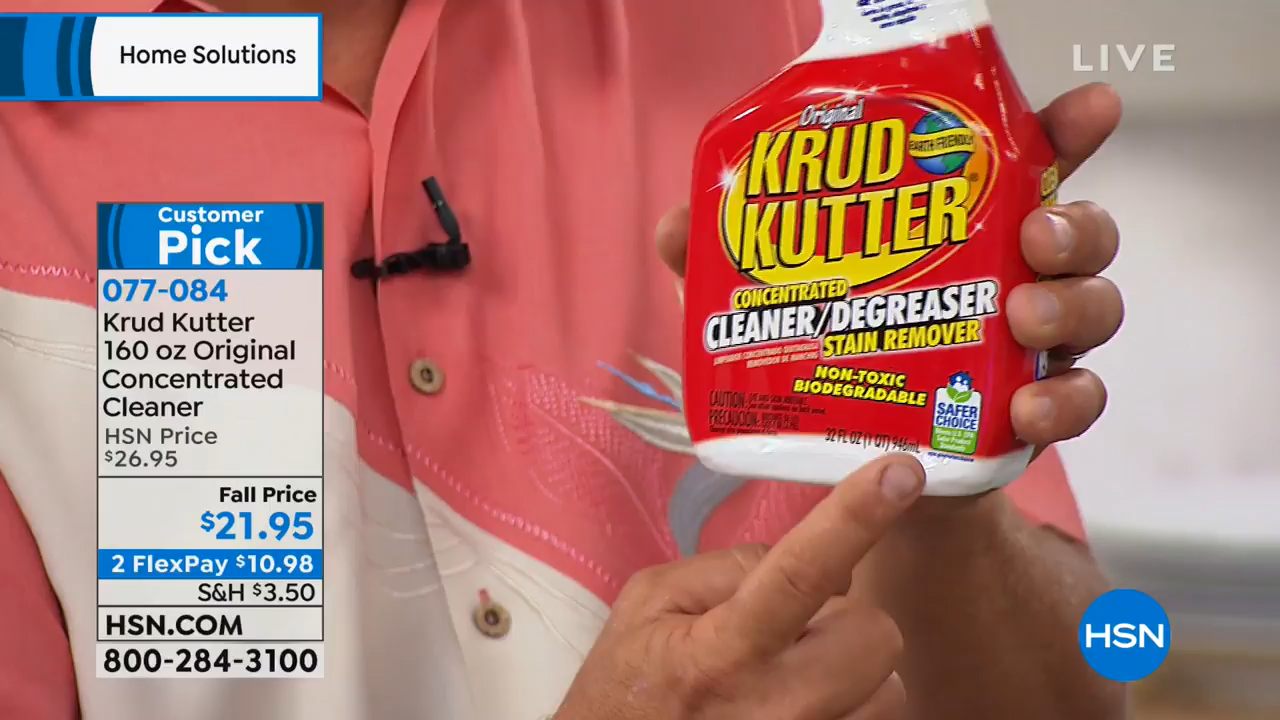 Home Solutions
LIVE
Customer
Pick
077-084
Krud Kutter
160 oz Original
Concentrated
Cleaner
HSN Price
$26.95
Fall Price
$21.95
2 FlexPay $10.98
S&H $3.50
HSN.COM
800-284-3100
Original
KRUD
KUTTER
EARTH FRIENDLY
CONCENTRATED
CLEANER/DEGREASER
STAIN REMOVER
NON-TOXIC
BIODEGRADABLE
CAUTION:
PRECAUCION:
32 FL OZ (1 QT) 946mL
SAFER
CHOICE
HSN